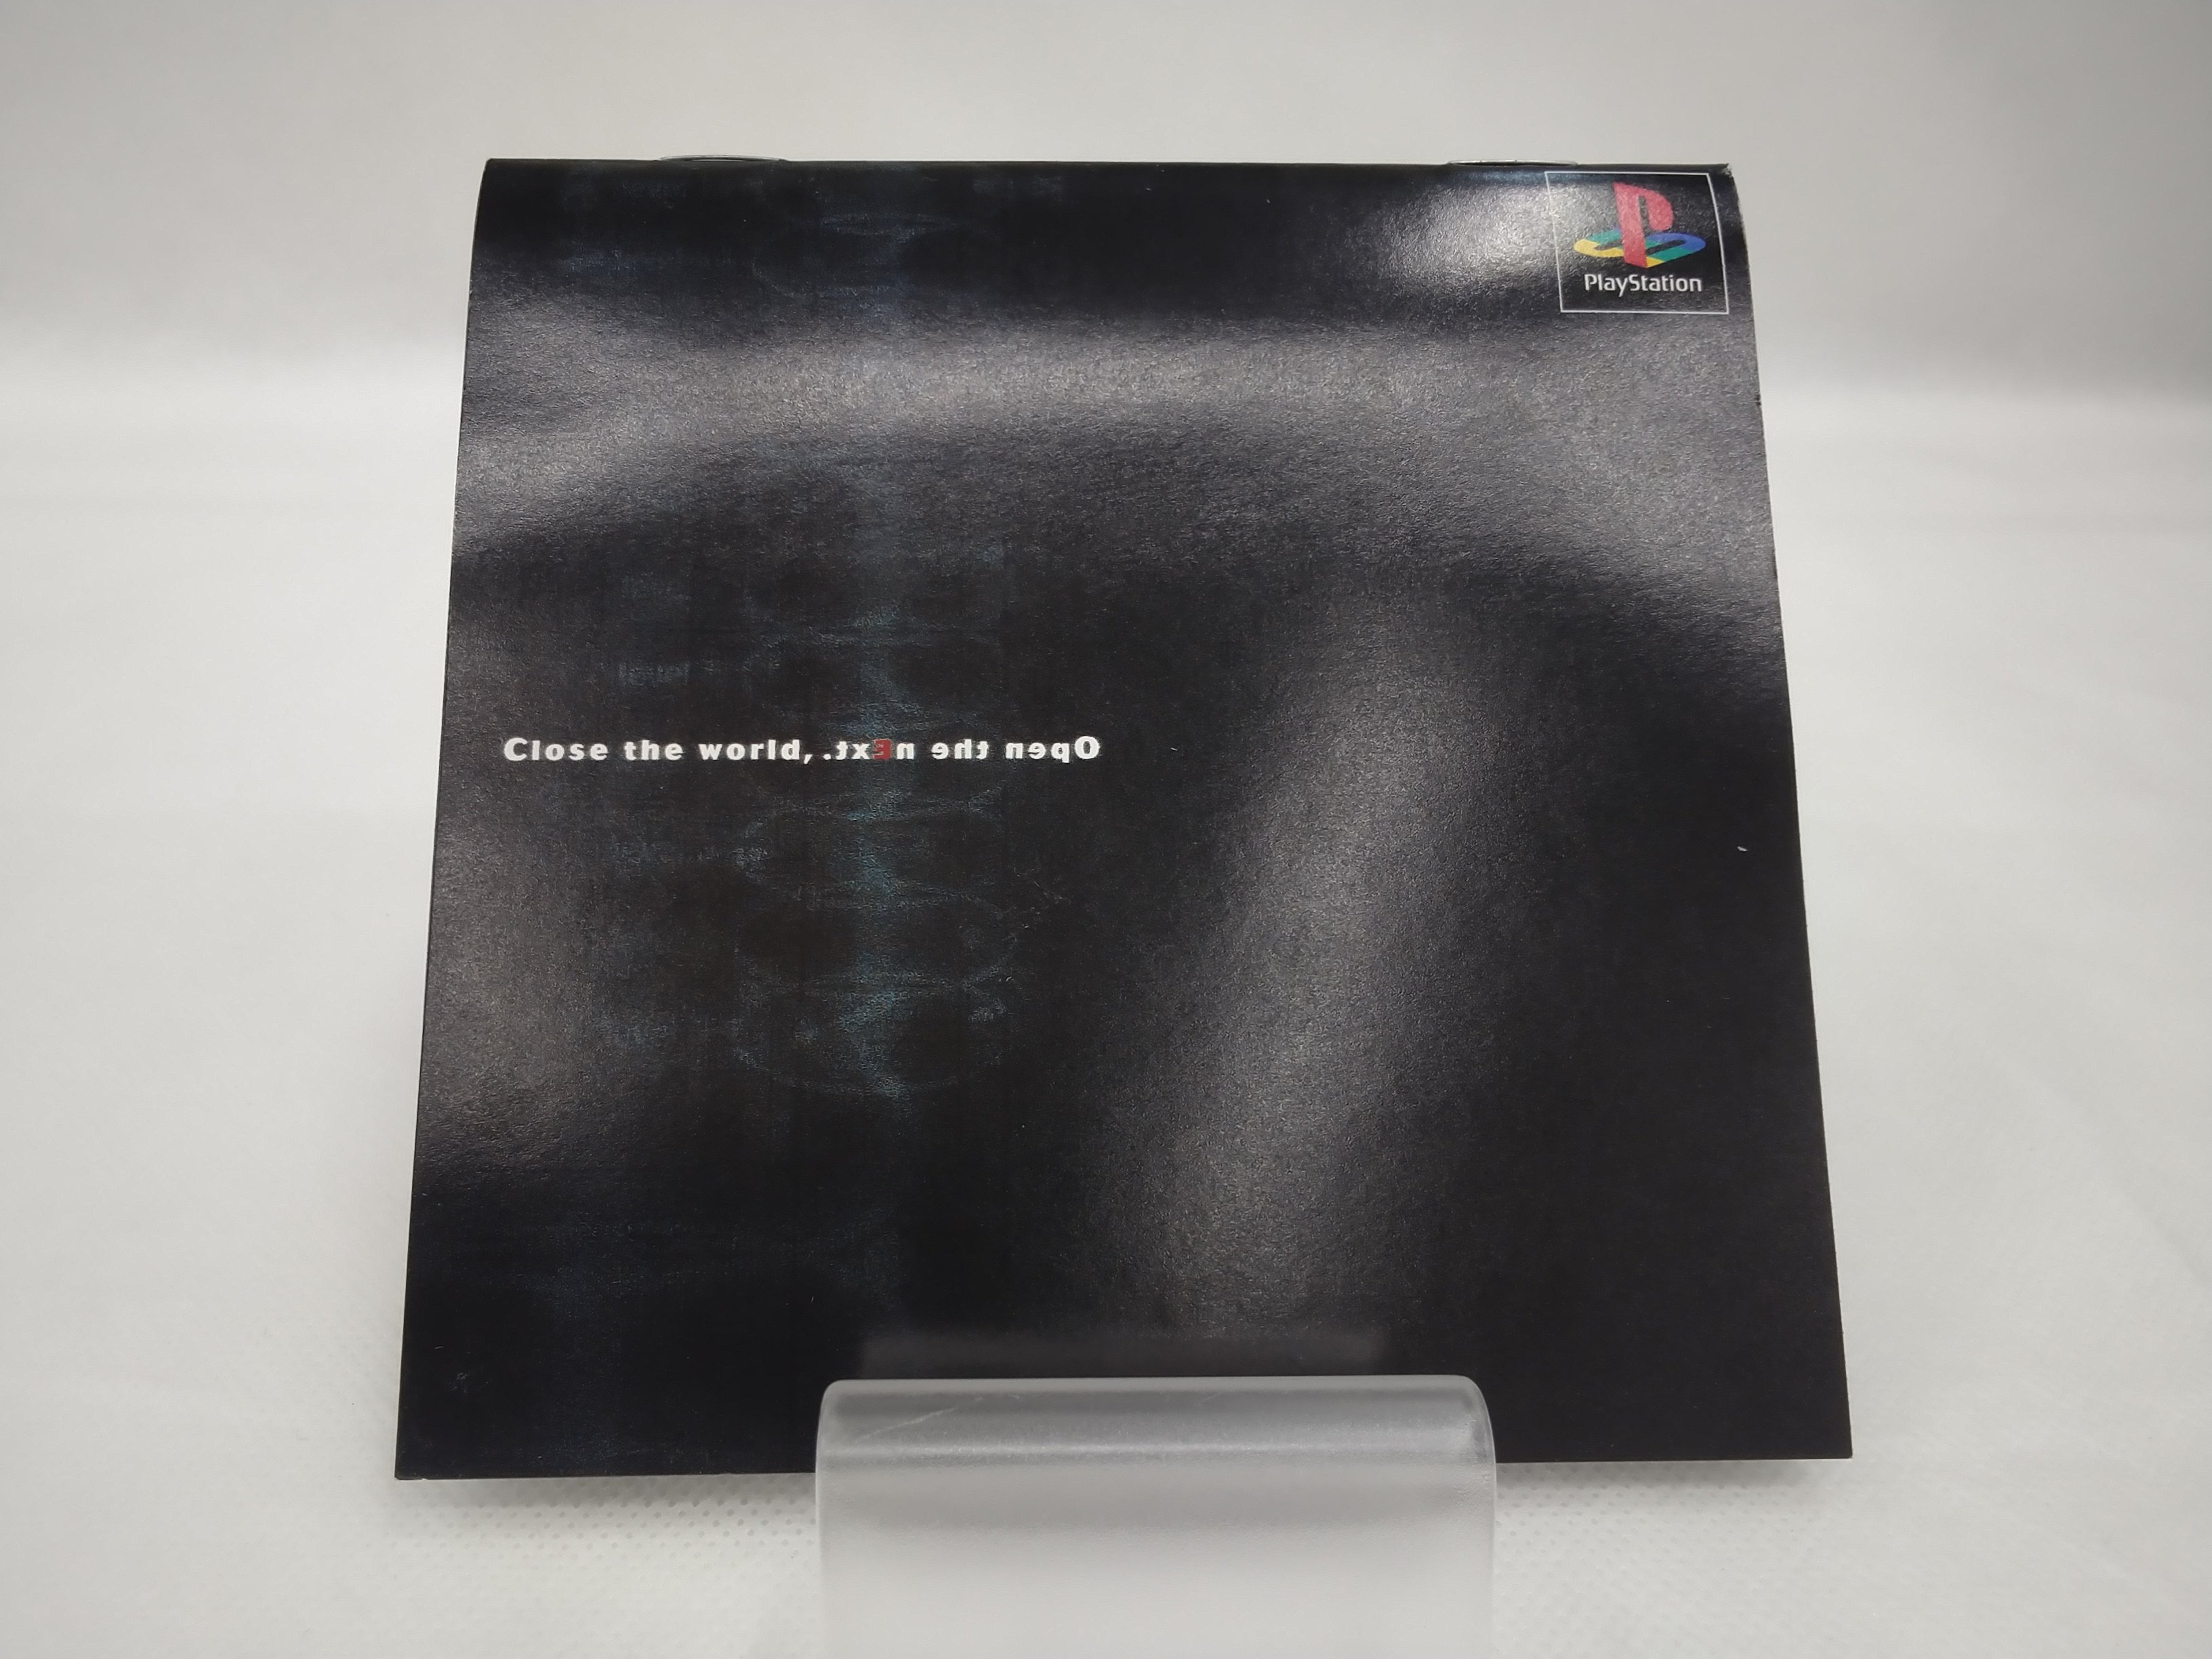 PlayStation
Close the world, .txEn eht nepO